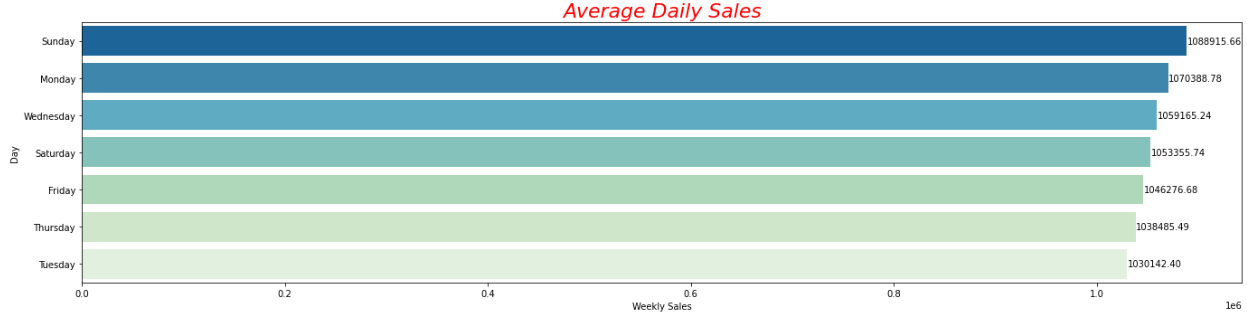 Average Daily Sales
Sunday 1088915.66
Monday 1070388.78
Wednesday 1059165.24
Saturday 1053355.74
Friday 1046276.68
Thursday 1038485.49
Tuesday 1030142.40
Day
0.0 0.2 0.4 0.6 0.8 1.0
Weekly Sales 1e6